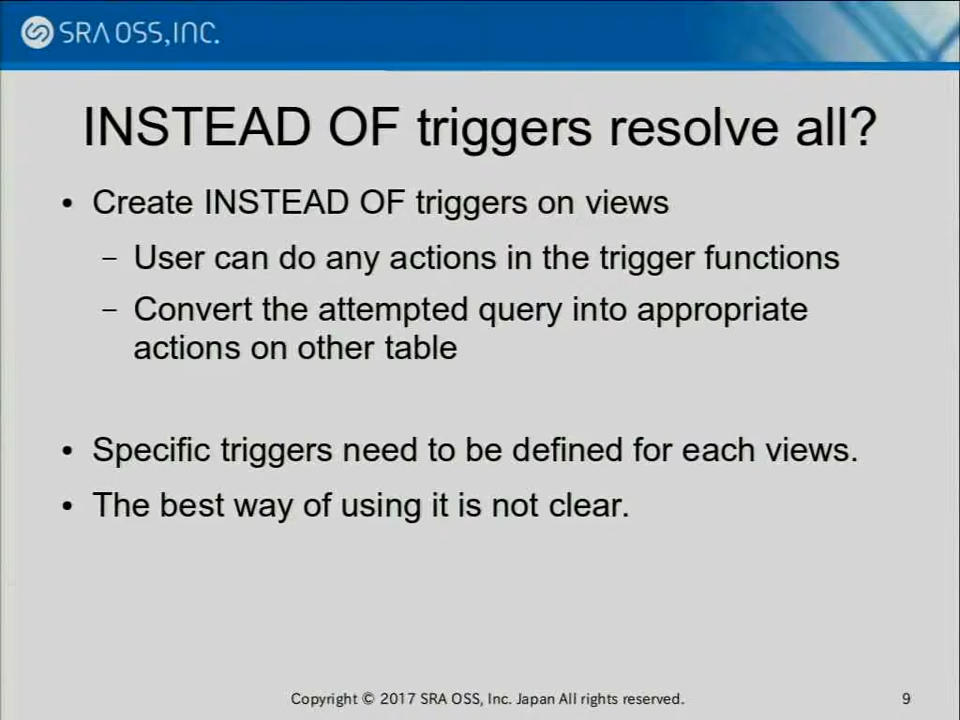 SRA OSS, INC.
INSTEAD OF triggers resolve all?
• Create INSTEAD OF triggers on views
– User can do any actions in the trigger functions
– Convert the attempted query into appropriate
actions on other table
• Specific triggers need to be defined for each views.
• The best way of using it is not clear.
Copyright © 2017 SRA OSS, Inc. Japan All rights reserved.
9